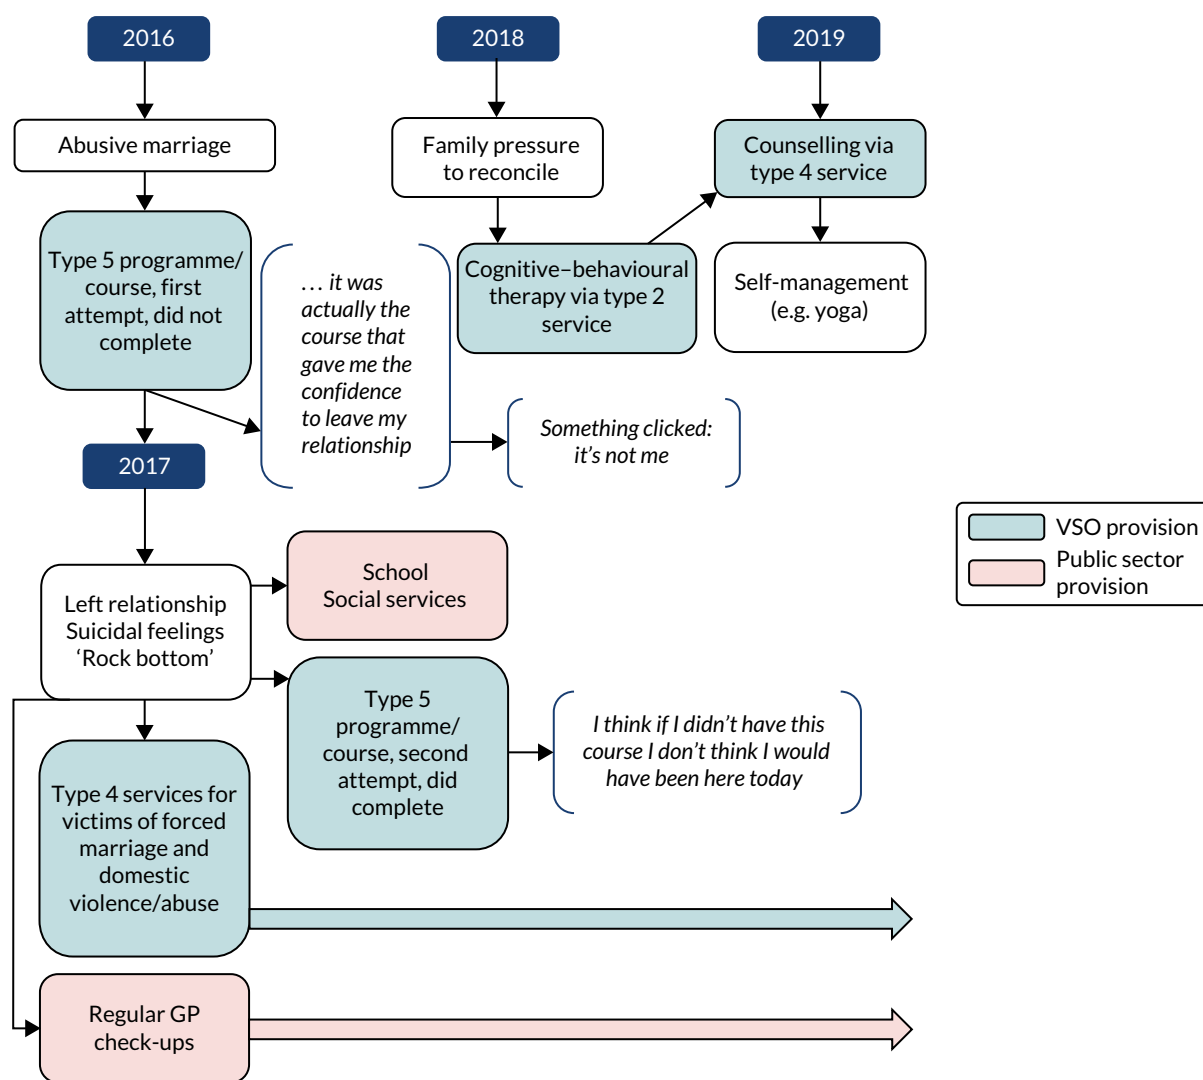 2016
Abusive marriage
Type 5 programme/
course, first
attempt, did not
complete
… it was
actually the
course that
gave me the
confidence
to leave my
relationship
Something clicked:
it’s not me
2017
Left relationship
Suicidal feelings
‘Rock bottom’
School
Social services
Type 5
programme/
course, second
attempt, did
complete
I think if I didn’t have this
course I don’t think I would
have been here today
Type 4 services for
victims of forced
marriage and
domestic
violence/abuse
Regular GP
check-ups
2018
Family pressure
to reconcile
Cognitive–behavioural
therapy via type 2
service
2019
Counselling via
type 4 service
Self-management
(e.g. yoga)
VSO provision
Public sector
provision